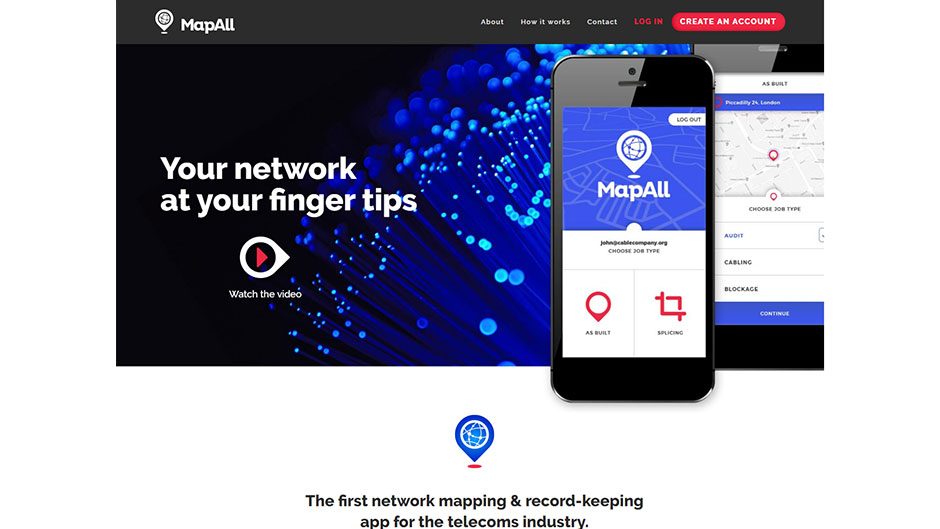 MapAll
About
How it works
Contact
LOG IN
CREATE AN ACCOUNT
Your network
at your finger tips
Watch the video
LOG OUT
MapAll
john@cablecompany.org
CHOOSE JOB TYPE
AS BUILT
SPLICING
AS BUILT
Piccadilly 24, London
CHOOSE JOB TYPE
AUDIT
CABLING
BLOCKAGE
CONTINUE
The first network mapping & record-keeping
app for the telecoms industry.